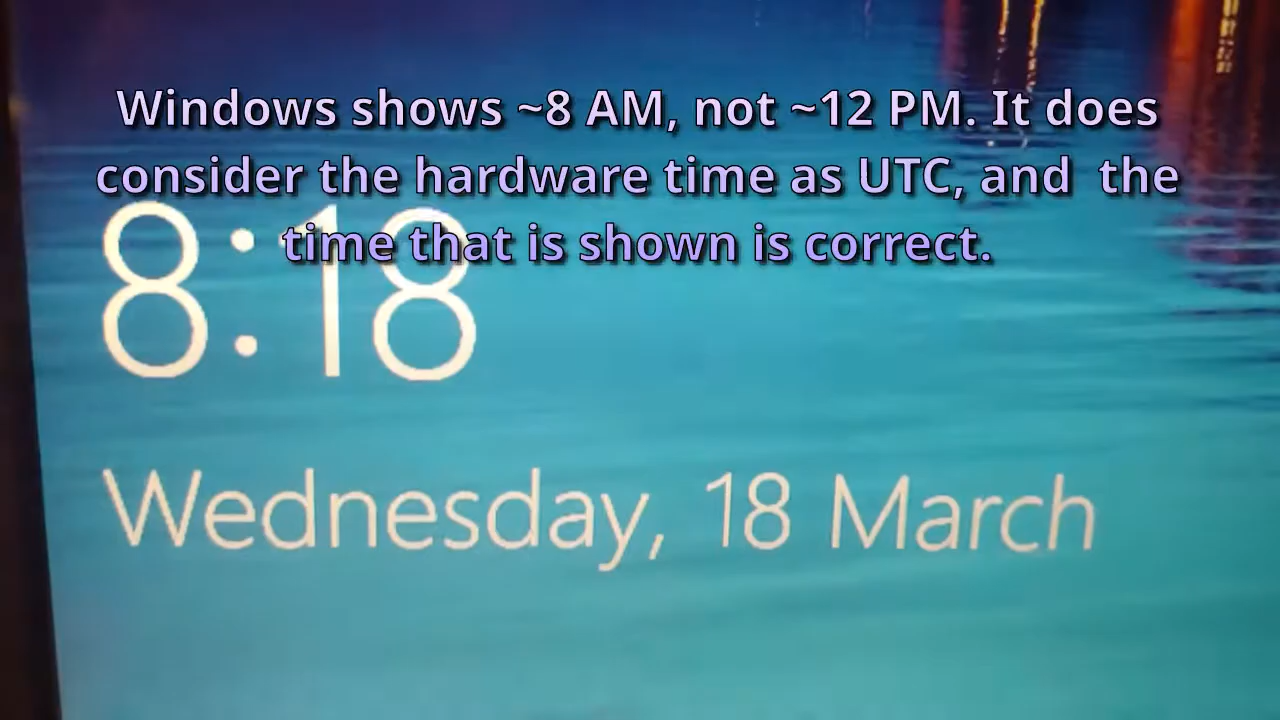 Windows shows ~8 AM, not ~12 PM. It does
consider the hardware time as UTC, and  the
time that is shown is correct.
8:18
Wednesday, 18 March